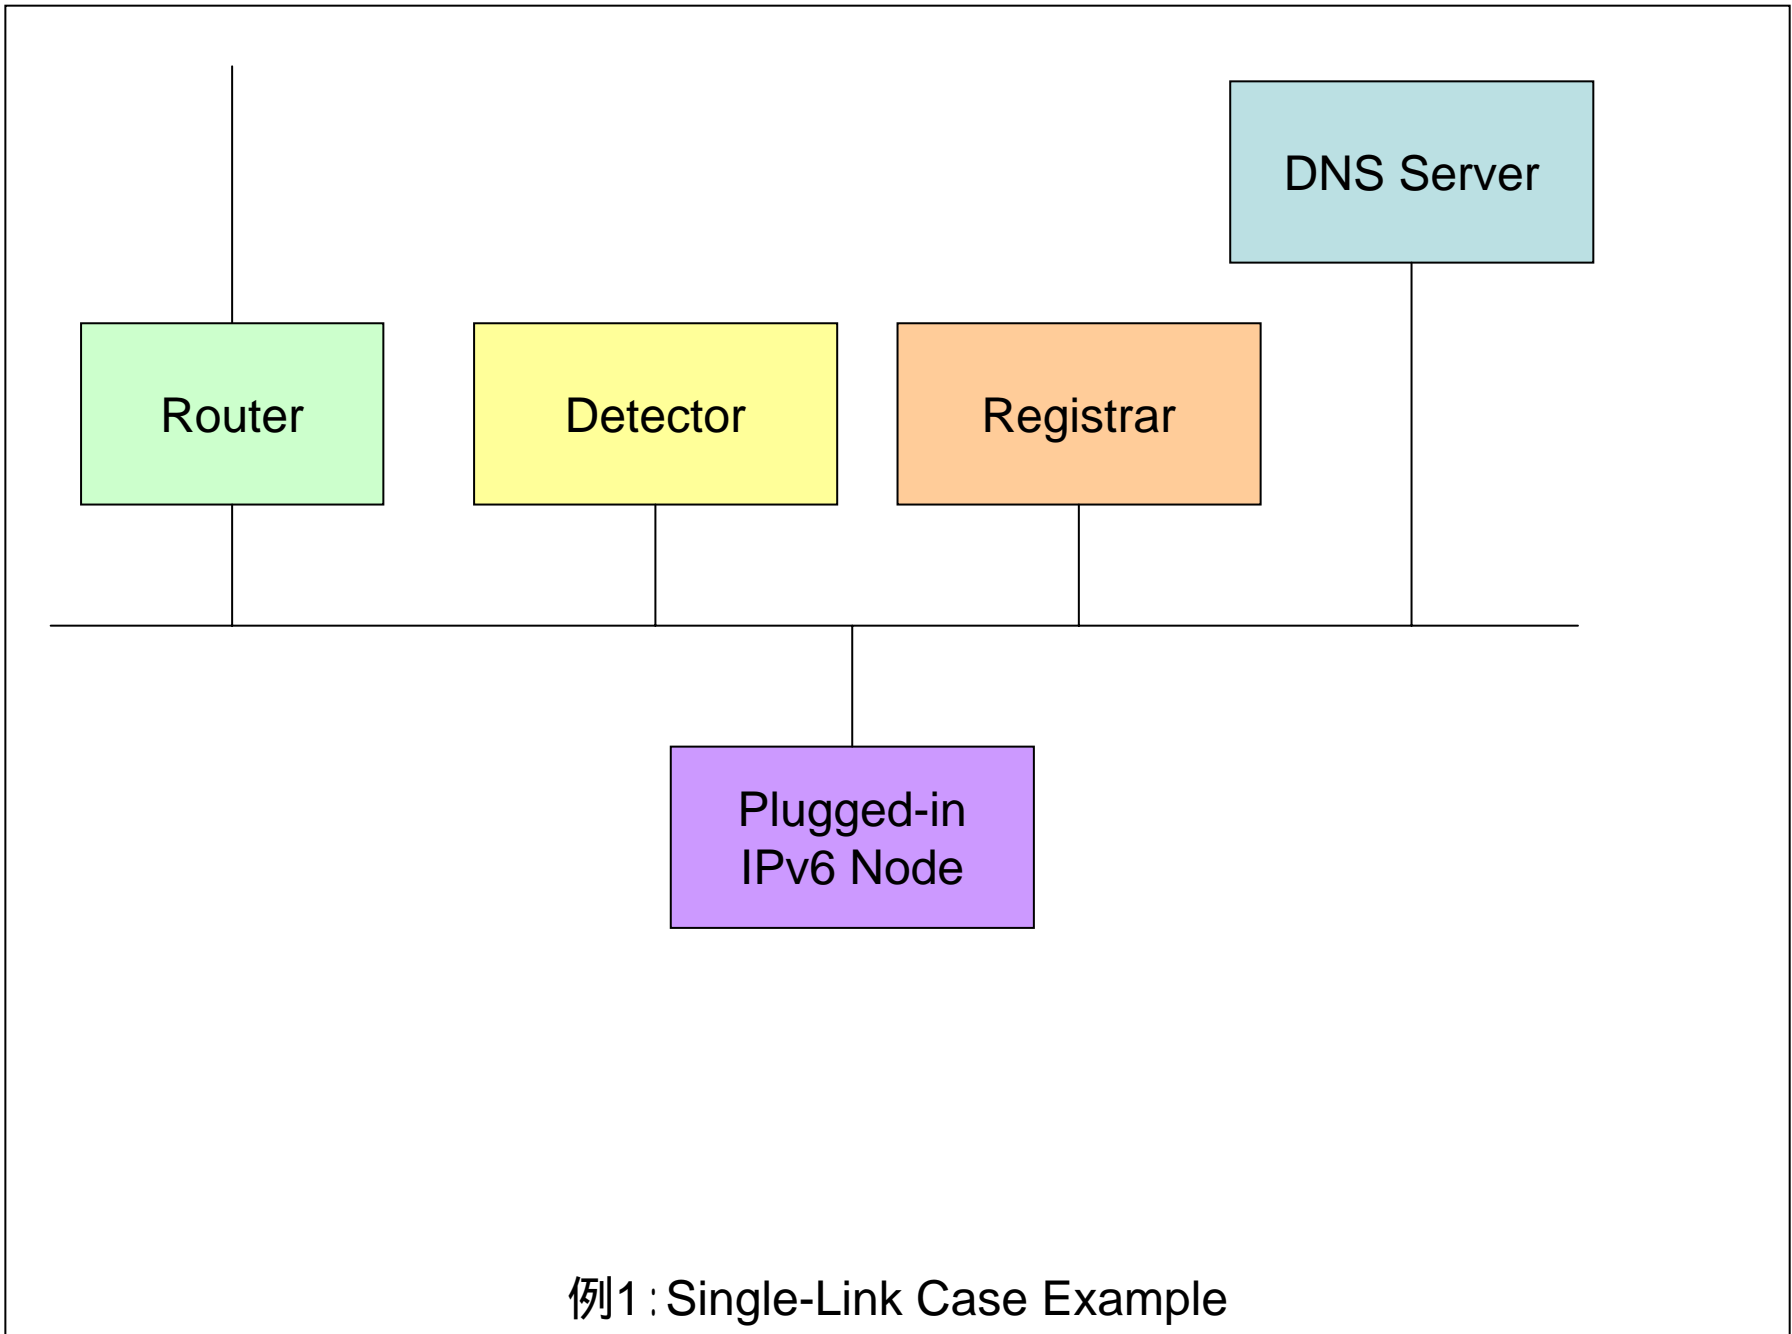 DNS Server
Router
Detector
Registrar
Plugged-in
IPv6 Node
例1：Single-Link Case Example